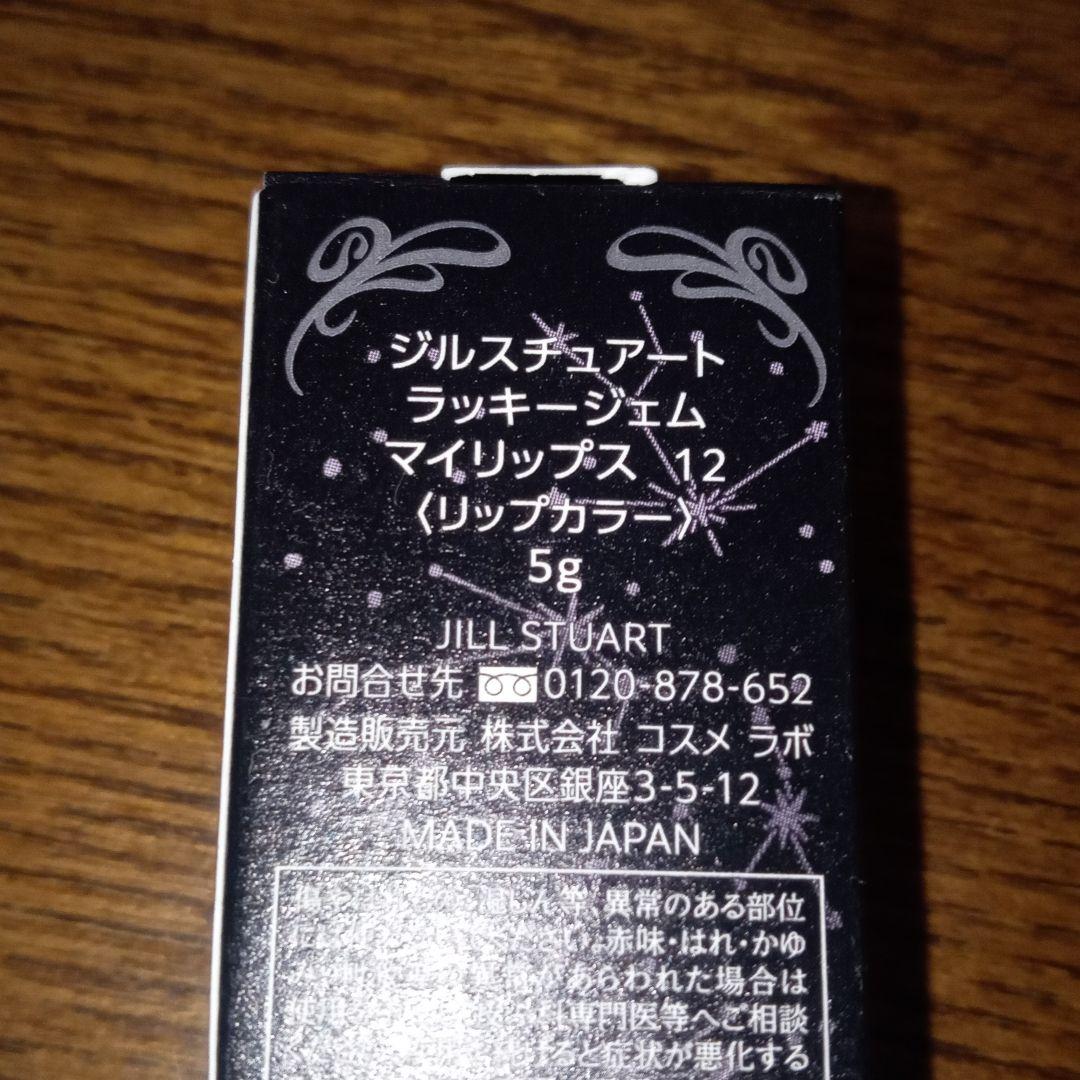 ジルスチュアート
ラッキージェム
マイリップス 12
〈リップカラー〉
5g
JILL STUART
お問合せ先 0120-878-652
製造販売元 株式会社 コスメ ラボ
東京都中央区銀座3-5-12
MADE IN JAPAN
異常のある部位
赤味・はれ・かゆ
があらわれた場合は
専門医等へご相談
ると症状が悪化する